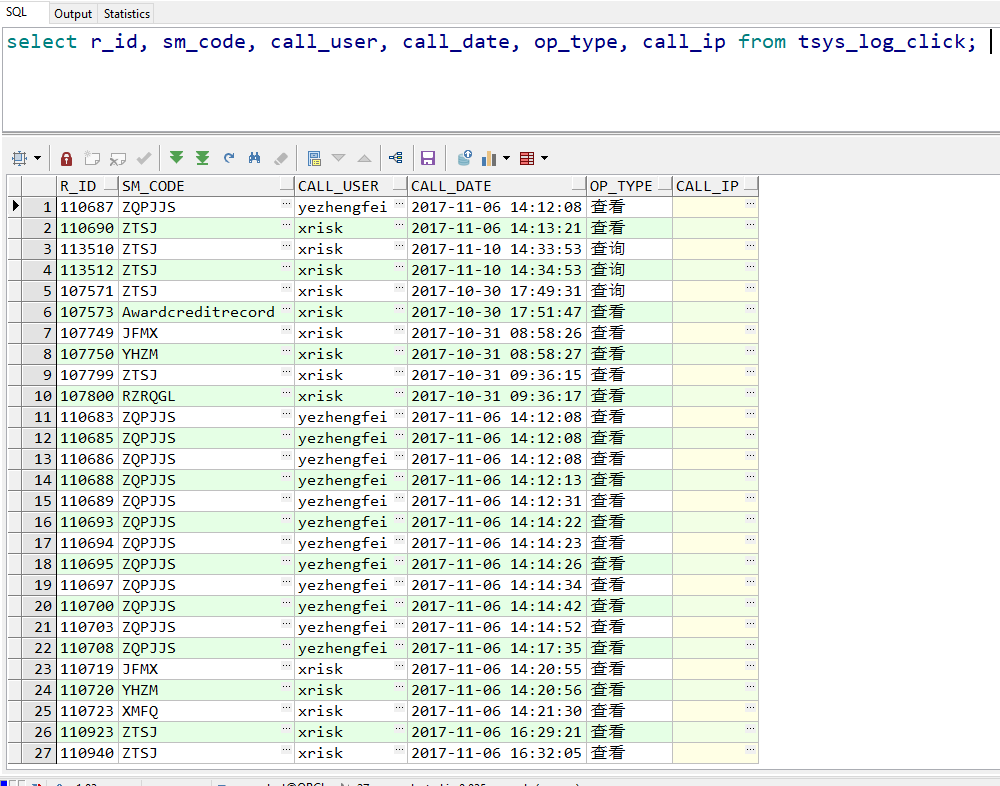 SQL Output Statistics
select r_id, sm_code, call_user, call_date, op_type, call_ip from tsys_log_click;
R_ID SM_CODE CALL_USER CALL_DATE OP_TYPE CALL_IP
1 110687 ZQPJJS yezhengfei 2017-11-06 14:12:08 查看
2 110690 ZTSJ xrisk 2017-11-06 14:13:21 查看
3 113510 ZTSJ xrisk 2017-11-10 14:33:53 查询
4 113512 ZTSJ xrisk 2017-11-10 14:34:53 查询
5 107571 ZTSJ xrisk 2017-10-30 17:49:31 查询
6 107573 Awardcreditrecord xrisk 2017-10-30 17:51:47 查看
7 107749 JFMX xrisk 2017-10-31 08:58:26 查看
8 107750 YHZM xrisk 2017-10-31 08:58:27 查看
9 107799 ZTSJ xrisk 2017-10-31 09:36:15 查看
10 107800 RZRQGL xrisk 2017-10-31 09:36:17 查看
11 110683 ZQPJJS yezhengfei 2017-11-06 14:12:08 查看
12 110685 ZQPJJS yezhengfei 2017-11-06 14:12:08 查看
13 110686 ZQPJJS yezhengfei 2017-11-06 14:12:08 查看
14 110688 ZQPJJS yezhengfei 2017-11-06 14:12:13 查看
15 110689 ZQPJJS yezhengfei 2017-11-06 14:12:31 查看
16 110693 ZQPJJS yezhengfei 2017-11-06 14:14:22 查看
17 110694 ZQPJJS yezhengfei 2017-11-06 14:14:23 查看
18 110695 ZQPJJS yezhengfei 2017-11-06 14:14:26 查看
19 110697 ZQPJJS yezhengfei 2017-11-06 14:14:34 查看
20 110700 ZQPJJS yezhengfei 2017-11-06 14:14:42 查看
21 110703 ZQPJJS yezhengfei 2017-11-06 14:14:52 查看
22 110708 ZQPJJS yezhengfei 2017-11-06 14:17:35 查看
23 110719 JFMX xrisk 2017-11-06 14:20:55 查看
24 110720 YHZM xrisk 2017-11-06 14:20:56 查看
25 110723 XMFQ xrisk 2017-11-06 14:21:30 查看
26 110923 ZTSJ xrisk 2017-11-06 16:29:21 查看
27 110940 ZTSJ xrisk 2017-11-06 16:32:05 查看